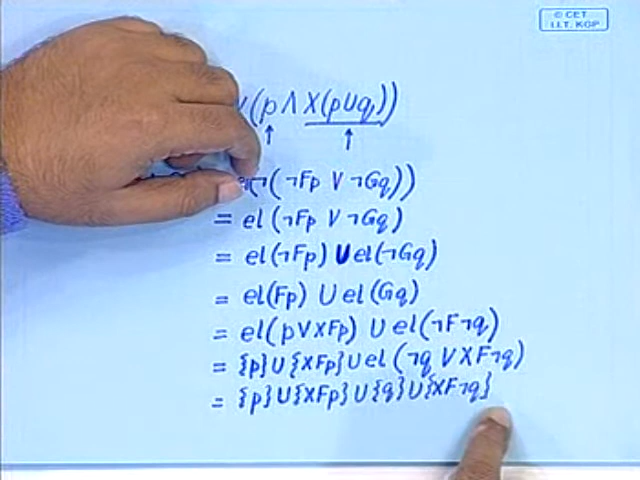 © CET
I.I.T. KGP
∨(p ∧ X(pUq))
↑ ↑
(¬(¬Fp ∨ ¬Gq))
= el(¬Fp ∨ ¬Gq)
= el(¬Fp) ∪ el(¬Gq)
= el(Fp) ∪ el(Gq)
= el(p∨XFp) ∪ el(¬F¬q)
= {p}∪{XFp}∪el(¬q ∨XF¬q)
= {p}∪{XFp}∪{q}∪{XF¬q}